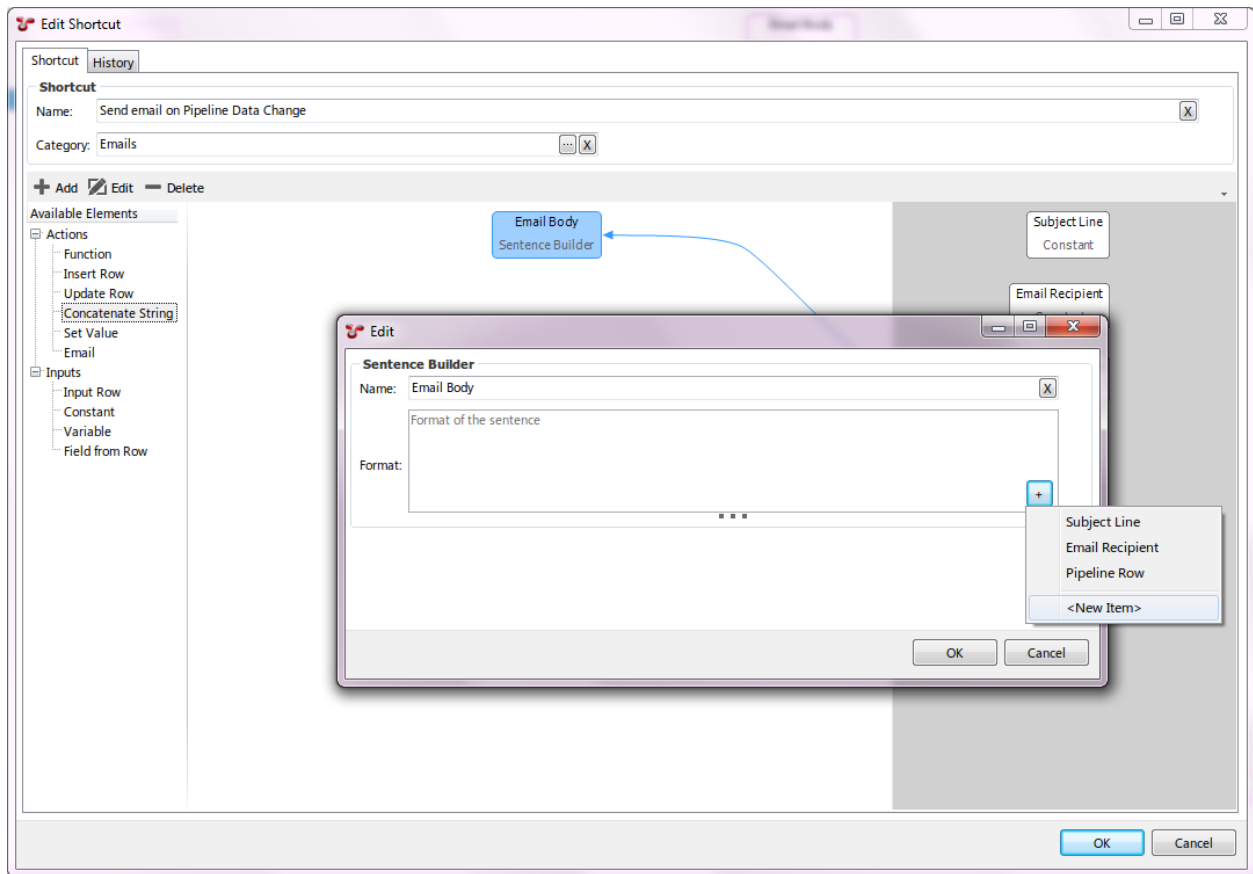 Edit Shortcut
Shortcut History
Shortcut
Name: Send email on Pipeline Data Change X
Category: Emails ... X
Add Edit Delete
Available Elements
Actions
Function
Insert Row
Update Row
Concatenate String
Set Value
Email
Inputs
Input Row
Constant
Variable
Field from Row
Email Body
Sentence Builder
Subject Line
Constant
Email Recipient
Edit
Sentence Builder
Name: Email Body X
Format of the sentence
Format:
+
Subject Line
Email Recipient
Pipeline Row
<New Item>
OK Cancel
OK Cancel